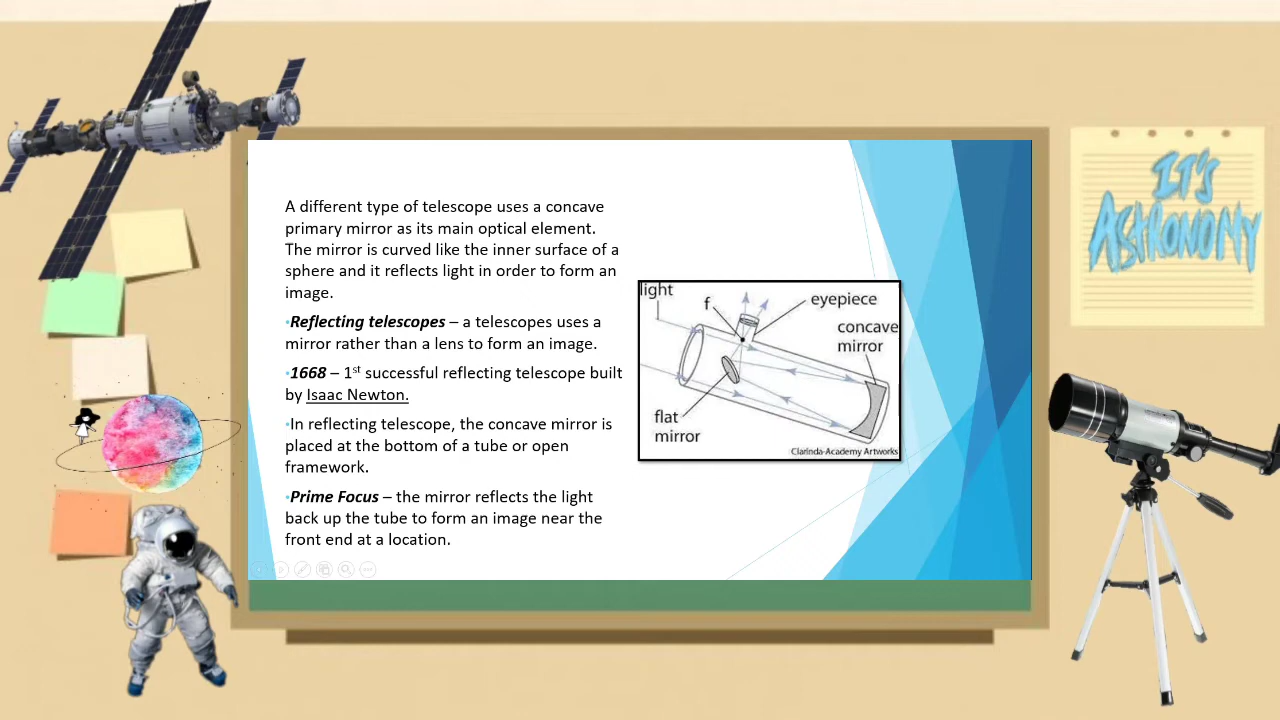 A different type of telescope uses a concave
primary mirror as its main optical element.
The mirror is curved like the inner surface of a
sphere and it reflects light in order to form an
image.
•Reflecting telescopes – a telescopes uses a
mirror rather than a lens to form an image.
•1668 – 1st successful reflecting telescope built
by Isaac Newton.
•In reflecting telescope, the concave mirror is
placed at the bottom of a tube or open
framework.
•Prime Focus – the mirror reflects the light
back up the tube to form an image near the
front end at a location.
light
f
eyepiece
concave
mirror
flat
mirror
Clarinda Academy Artworks
IT'S
ASTRONOMY